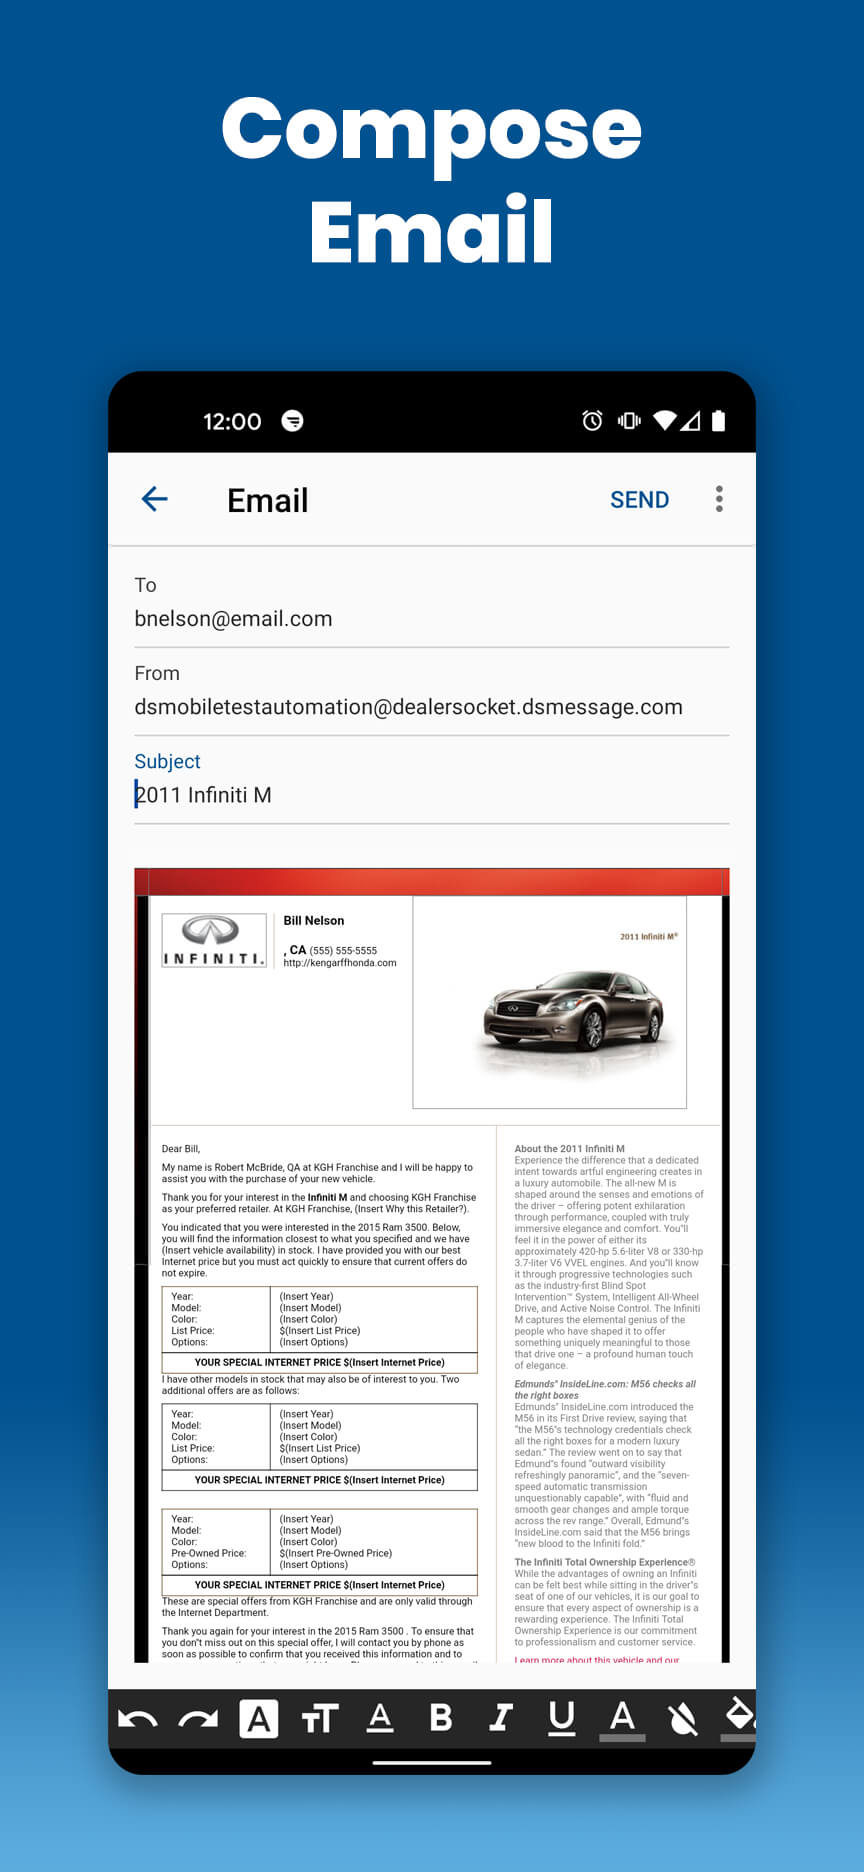 Compose
Email
12:00
Email
SEND
To
bnelson@email.com
From
dsmobiletestautomation@dealersocket.dsmessage.com
Subject
2011 Infiniti M
INFINITI.
Bill Nelson
, CA (555) 555-5555
http://kengarffhonda.com
2011 Infiniti M®
Dear Bill,
My name is Robert McBride, QA at KGH Franchise and I will be happy to
assist you with the purchase of your new vehicle.
Thank you for your interest in the Infiniti M and choosing KGH Franchise
as your preferred retailer. At KGH Franchise, (Insert Why this Retailer?).
You indicated that you were interested in the 2015 Ram 3500. Below,
you will find the information closest to what you specified and we have
(Insert vehicle availability) in stock. I have provided you with our best
Internet price but you must act quickly to ensure that current offers do
not expire.
Year: (Insert Year)
Model: (Insert Model)
Color: (Insert Color)
List Price: $(Insert List Price)
Options: (Insert Options)
YOUR SPECIAL INTERNET PRICE $(Insert Internet Price)
I have other models in stock that may also be of interest to you. Two
additional offers are as follows:
Year: (Insert Year)
Model: (Insert Model)
Color: (Insert Color)
List Price: $(Insert List Price)
Options: (Insert Options)
YOUR SPECIAL INTERNET PRICE $(Insert Internet Price)
Year: (Insert Year)
Model: (Insert Model)
Color: (Insert Color)
Pre-Owned Price: $(Insert Pre-Owned Price)
Options: (Insert Options)
YOUR SPECIAL INTERNET PRICE $(Insert Internet Price)
These are special offers from KGH Franchise and are only valid through
the Internet Department.
Thank you again for your interest in the 2015 Ram 3500 . To ensure that
you don"t miss out on this special offer, I will contact you by phone as
soon as possible to confirm that you received this information and to
About the 2011 Infiniti M
Experience the difference that a dedicated
intent towards artful engineering creates in
a luxury automobile. The all-new M is
shaped around the senses and emotions of
the driver – offering potent exhilaration
through performance, coupled with truly
immersive elegance and comfort. You"ll
feel it in the power of either its
approximately 420-hp 5.6-liter V8 or 330-hp
3.7-liter V6 VVEL engines. And you"ll know
it through progressive technologies such
as the industry-first Blind Spot
Intervention™ System, Intelligent All-Wheel
Drive, and Active Noise Control. The Infiniti
M captures the elemental genius of the
people who have shaped it to offer
something uniquely meaningful to those
that drive one – a profound human touch
of elegance.
Edmunds" InsideLine.com: M56 checks all
the right boxes
Edmunds" InsideLine.com introduced the
M56 in its First Drive review, saying that
"the M56"s technology credentials check
all the right boxes for a modern luxury
sedan." The review went on to say that
Edmund"s found "outward visibility
refreshingly panoramic", and the "seven-
speed automatic transmission
unquestionably capable", with "fluid and
smooth gear changes and ample torque
across the rev range." Overall, Edmund"s
InsideLine.com said that the M56 brings
"new blood to the Infiniti fold."
The Infiniti Total Ownership Experience®
While the advantages of owning an Infiniti
can be felt best while sitting in the driver"s
seat of one of our vehicles, it is our goal to
ensure that every aspect of ownership is a
rewarding experience. The Infiniti Total
Ownership Experience is our commitment
to professionalism and customer service.
Learn more about this vehicle and our
A TT A B I U A